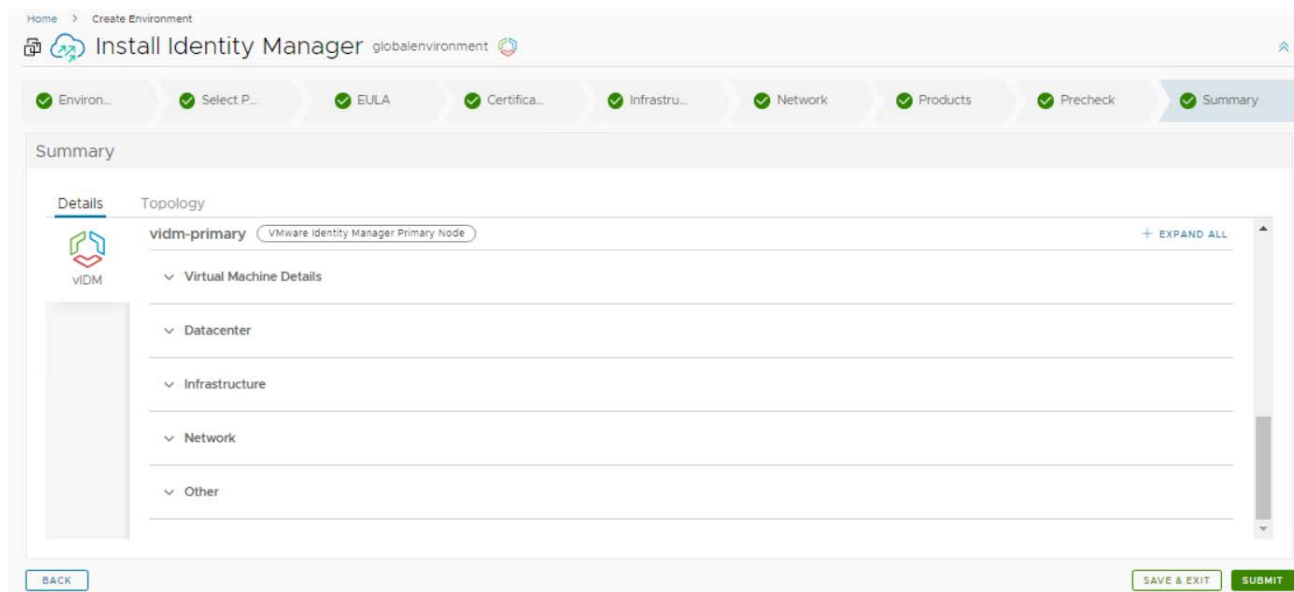 Home > Create Environment
Install Identity Manager globalenvironment
Environ... Select P... EULA Certifica... Infrastru... Network Products Precheck Summary
Summary
Details Topology
vidm-primary VMware Identity Manager Primary Node + EXPAND ALL
vIDM
Virtual Machine Details
Datacenter
Infrastructure
Network
Other
BACK SAVE & EXIT SUBMIT